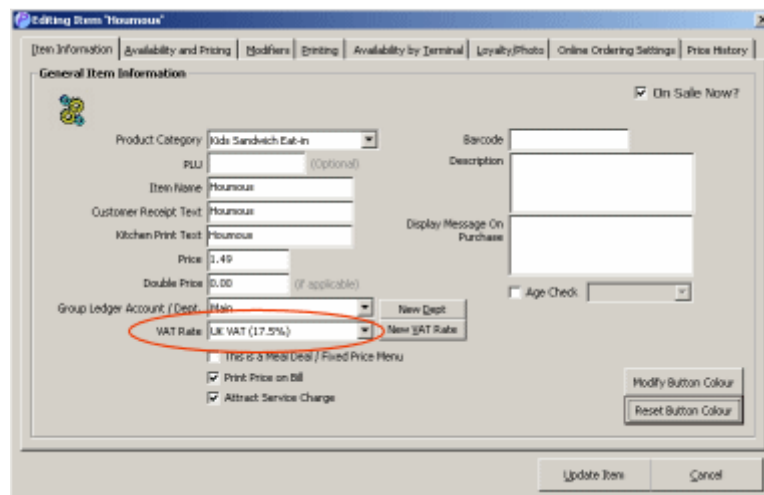 Editing Item "Houmous"
Item Information Availability and Pricing Modifiers Printing Availability by Terminal Loyalty/Photo Online Ordering Settings Price History
General Item Information
On Sale Now?
Product Category Kids Sandwich Eat-in Barcode
PLU (Optional) Description
Item Name Houmous
Customer Receipt Text Houmous
Kitchen Print Text Houmous Display Message On Purchase
Price 1.49
Double Price 0.00 (if applicable)
Age Check
Group Ledger Account / Dept. Main New Dept
VAT Rate UK VAT (17.5%) New VAT Rate
This is a Meal Deal / Fixed Price Menu
Print Price on Bill Modify Button Colour
Attract Service Charge Reset Button Colour
Update Item Cancel